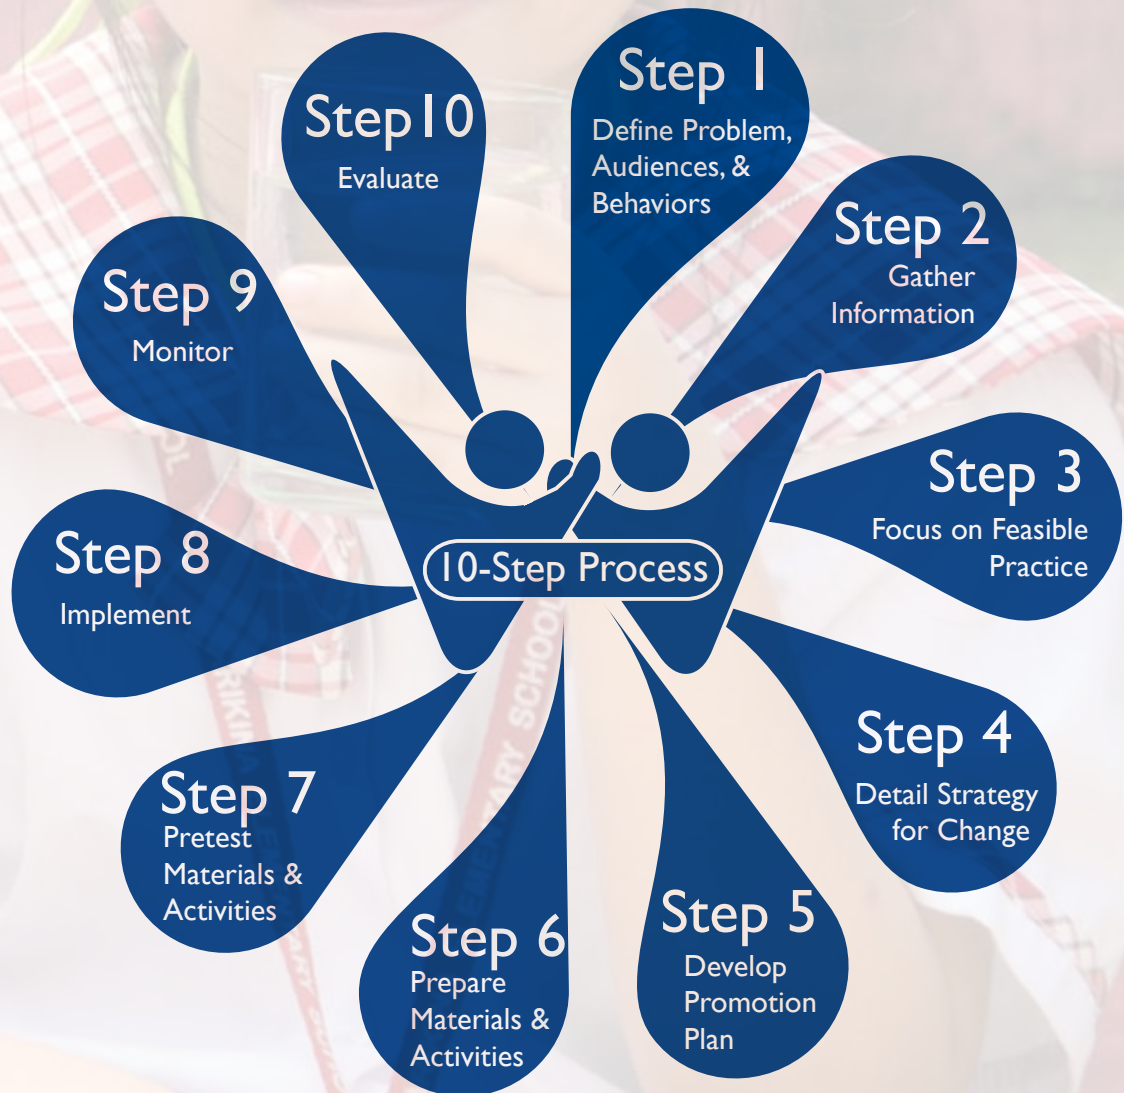 Step 1
Define Problem,
Audiences, &
Behaviors
Step 2
Gather
Information
Step 3
Focus on Feasible
Practice
Step 4
Detail Strategy
for Change
Step 5
Develop
Promotion
Plan
Step 6
Prepare
Materials &
Activities
Step 7
Pretest
Materials &
Activities
Step 8
Implement
Step 9
Monitor
Step10
Evaluate
10-Step Process